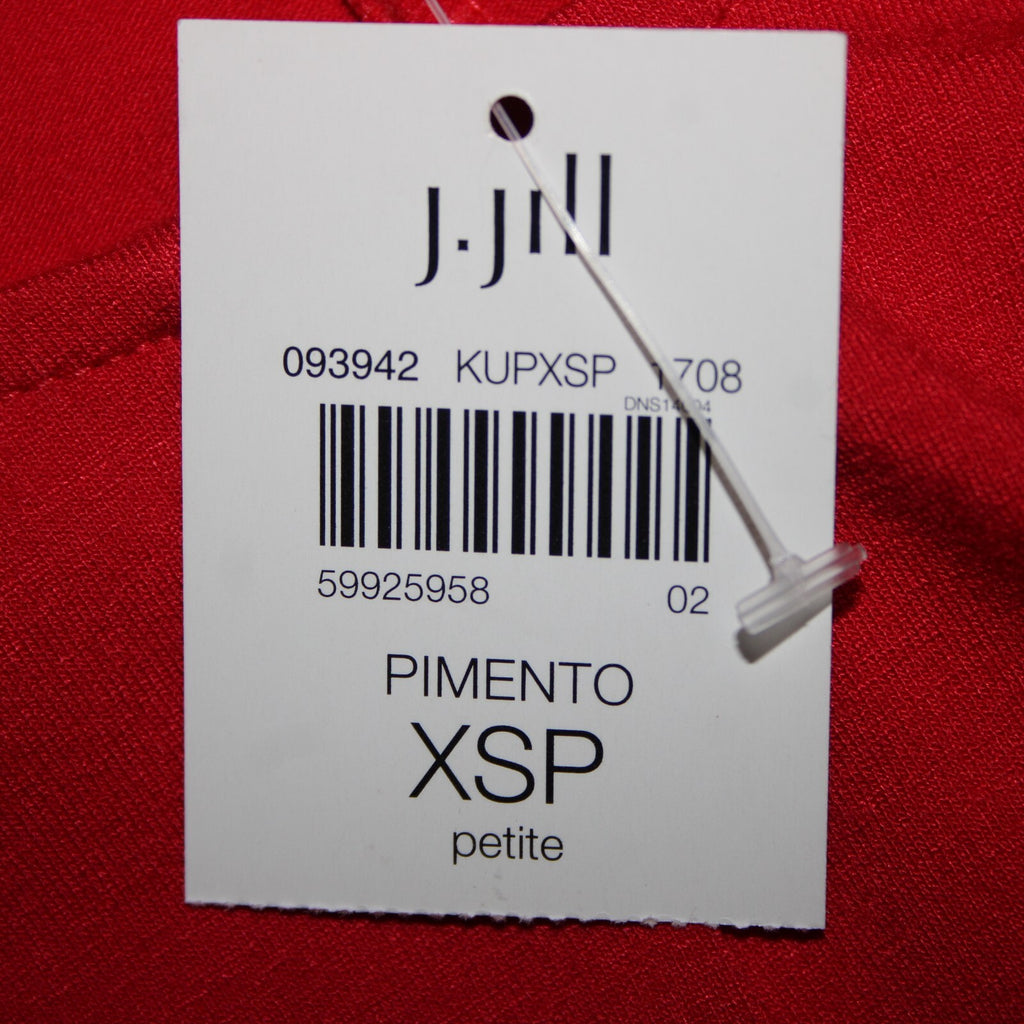 j.jill
093942 KUPXSP 1708
59925958 02
PIMENTO
XSP
petite